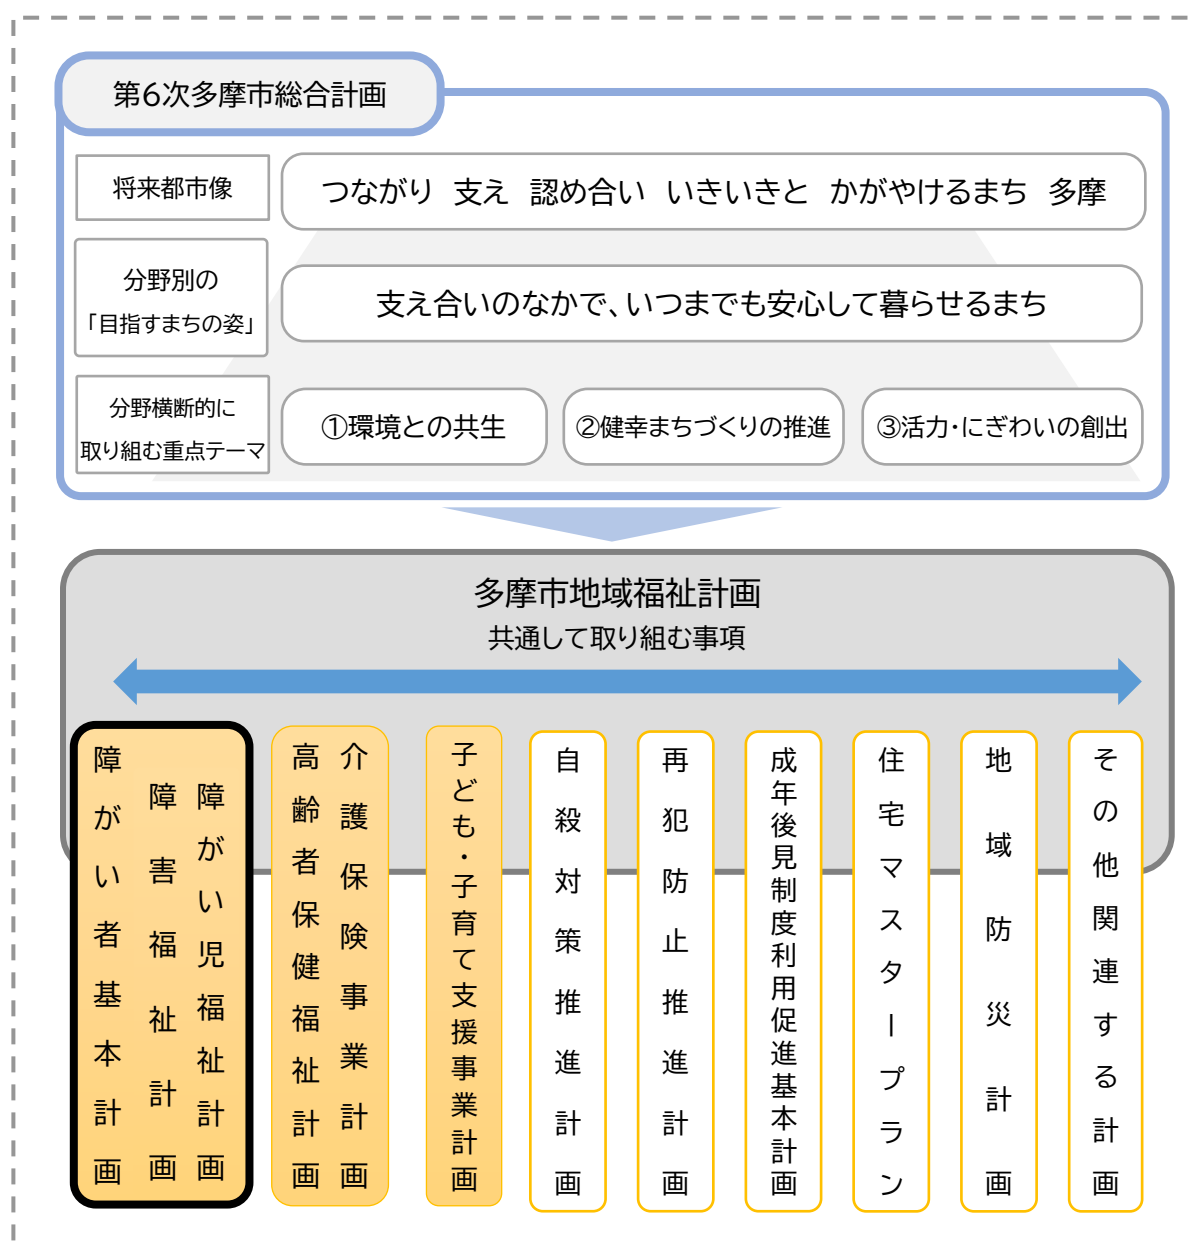 第6次多摩市総合計画
将来都市像
つながり 支え 認め合い いきいきと かがやけるまち 多摩
分野別の
「目指すまちの姿」
支え合いのなかで、いつまでも安心して暮らせるまち
分野横断的に
取り組む重点テーマ
①環境との共生
②健幸まちづくりの推進
③活力・にぎわいの創出
多摩市地域福祉計画
共通して取り組む事項
障がい者基本計画
障害福祉計画
障がい児福祉計画
高齢者保健福祉計画
介護保険事業計画
子ども・子育て支援事業計画
自殺対策推進計画
再犯防止推進計画
成年後見制度利用促進基本計画
住宅マスタープラン
地域防災計画
その他関連する計画